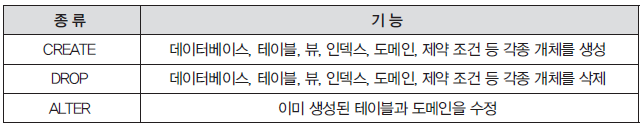 종 류 기 능
CREATE 데이터베이스, 테이블, 뷰, 인덱스, 도메인, 제약 조건 등 각종 개체를 생성
DROP 데이터베이스, 테이블, 뷰, 인덱스, 도메인, 제약 조건 등 각종 개체를 삭제
ALTER 이미 생성된 테이블과 도메인을 수정